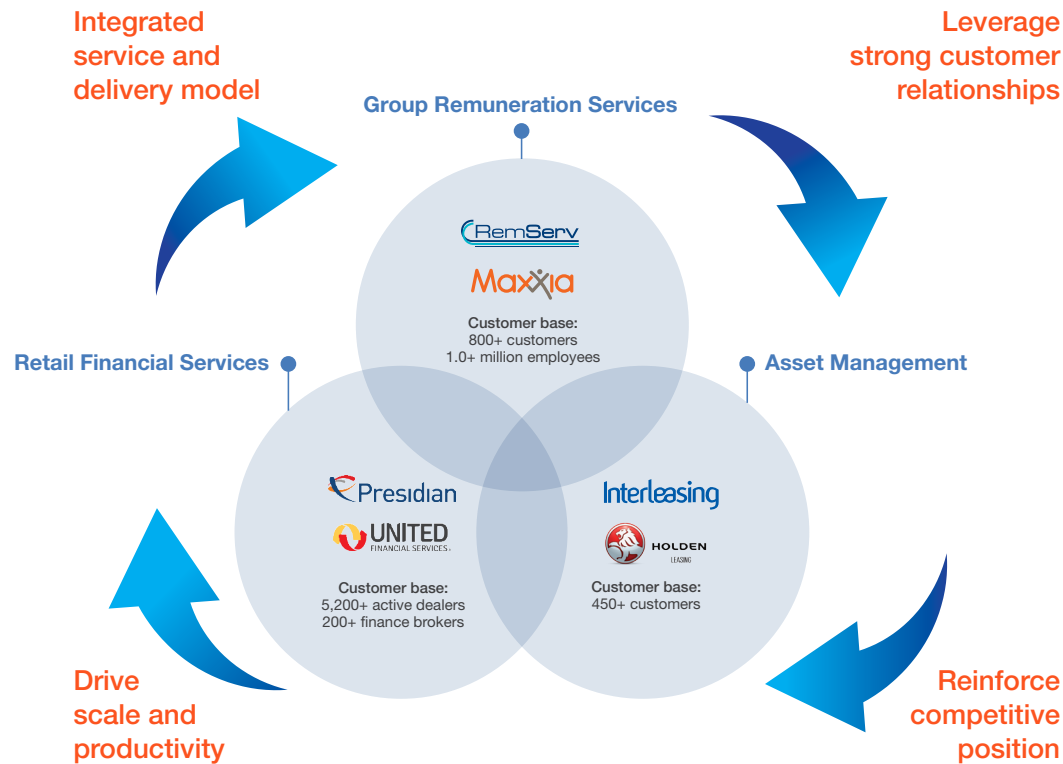 Integrated
service and
delivery model
Leverage
strong customer
relationships
Group Remuneration Services
RemServ
Maxxia
Customer base:
800+ customers
1.0+ million employees
Retail Financial Services
Asset Management
Presidian
UNITED
FINANCIAL SERVICES
Customer base:
5,200+ active dealers
200+ finance brokers
Interleasing
HOLDEN
LEASING
Customer base:
450+ customers
Drive
scale and
productivity
Reinforce
competitive
position